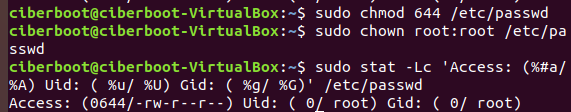 ciberboot@ciberboot-VirtualBox:~$ sudo chmod 644 /etc/passwd
ciberboot@ciberboot-VirtualBox:~$ sudo chown root:root /etc/pa
sswd
ciberboot@ciberboot-VirtualBox:~$ sudo stat -Lc 'Access: (%#a/
%A) Uid: ( %u/ %U) Gid: ( %g/ %G)' /etc/passwd
Access: (0644/-rw-r--r--) Uid: ( 0/ root) Gid: ( 0/ root)